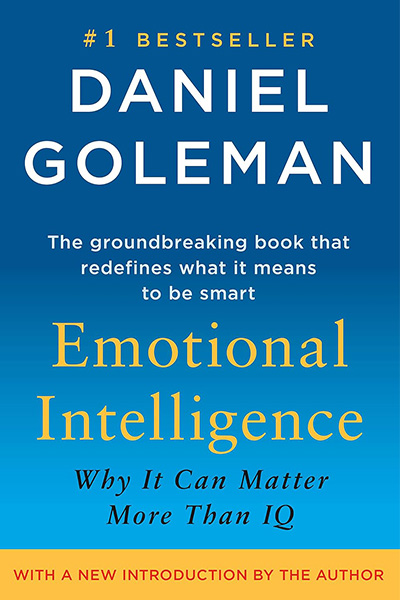 #1 BESTSELLER
DANIEL
GOLEMAN
The groundbreaking book that
redefines what it means
to be smart
Emotional
Intelligence
Why It Can Matter
More Than IQ
WITH A NEW INTRODUCTION BY THE AUTHOR